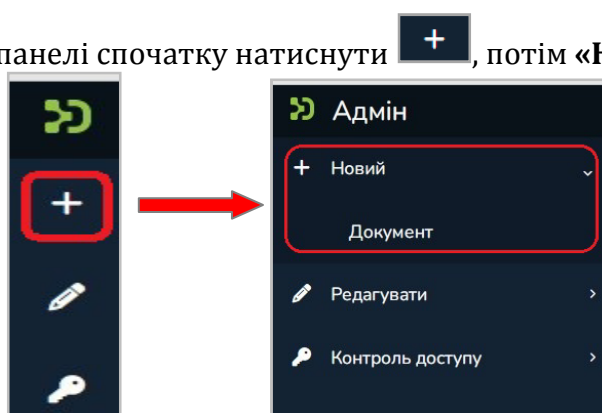 панелі спочатку натиснути +, потім «Н
Адмін
+ Новий
Документ
Редагувати
Контроль доступу